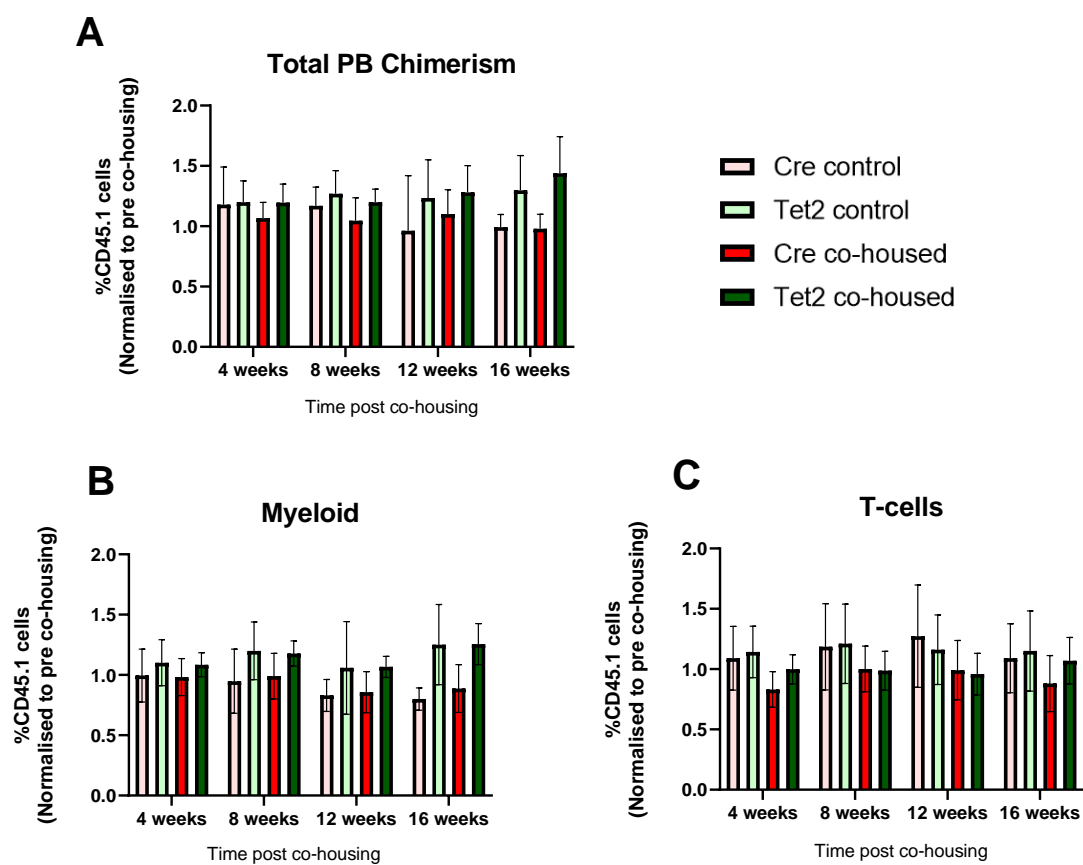 A
Total PB Chimerism
%CD45.1 cells
(Normalised to pre co-housing)
2.0
1.5
1.0
0.5
0.0
4 weeks 8 weeks 12 weeks 16 weeks
Time post co-housing
Cre control
Tet2 control
Cre co-housed
Tet2 co-housed
B
Myeloid
%CD45.1 cells
(Normalised to pre co-housing)
2.0
1.5
1.0
0.5
0.0
4 weeks 8 weeks 12 weeks 16 weeks
Time post co-housing
C
T-cells
%CD45.1 cells
(Normalised to pre co-housing)
2.0
1.5
1.0
0.5
0.0
4 weeks 8 weeks 12 weeks 16 weeks
Time post co-housing